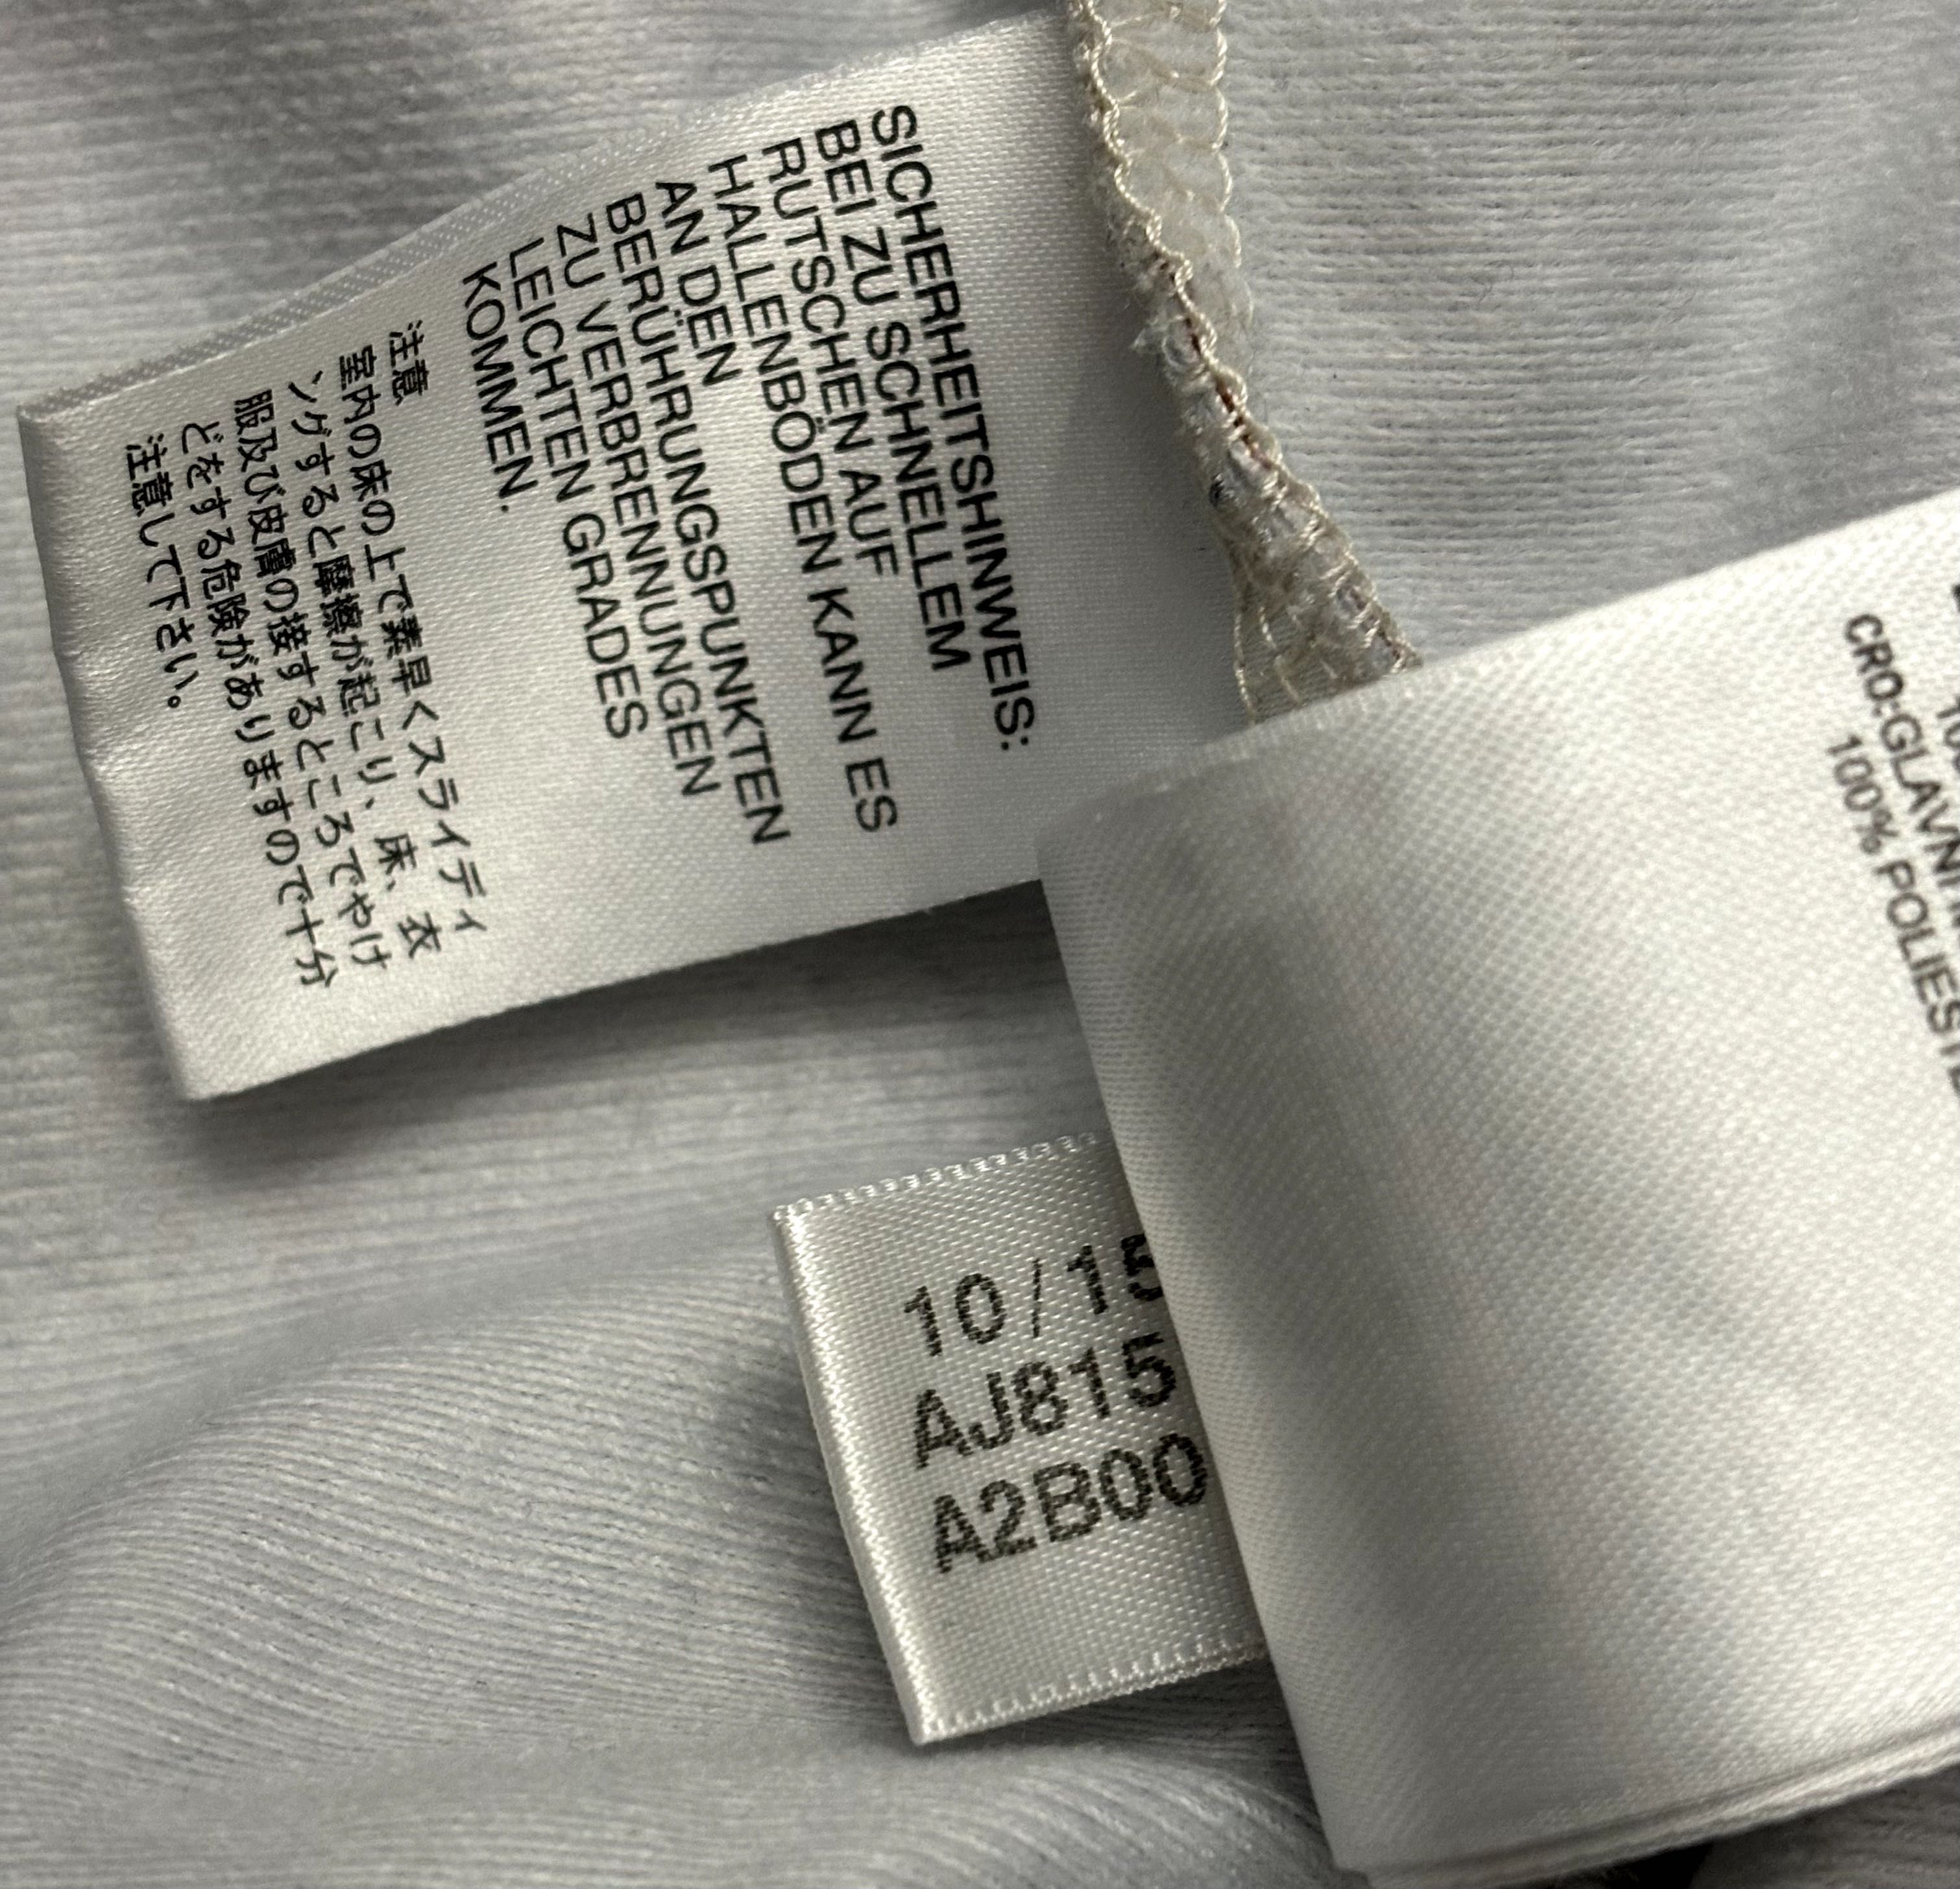 SICHERHEITSHINWEIS:
BEI ZU SCHNELLEM
RUTSCHEN AUF
HALLENBÖDEN KANN ES
AN DEN
BERÜHRUNGSPUNKTEN
ZU VERBRENNUNGEN
LEICHTEN GRADES
KOMMEN.
注意
室内の床の上で素早くスライディ
ングすると摩擦が起こり、床、衣
服及び皮膚の接するところでやけ
どをする危険がありますので十分
注意して下さい。
10/15
AJ815
A2B00
CRO:GLAVNI
100% POLIEST